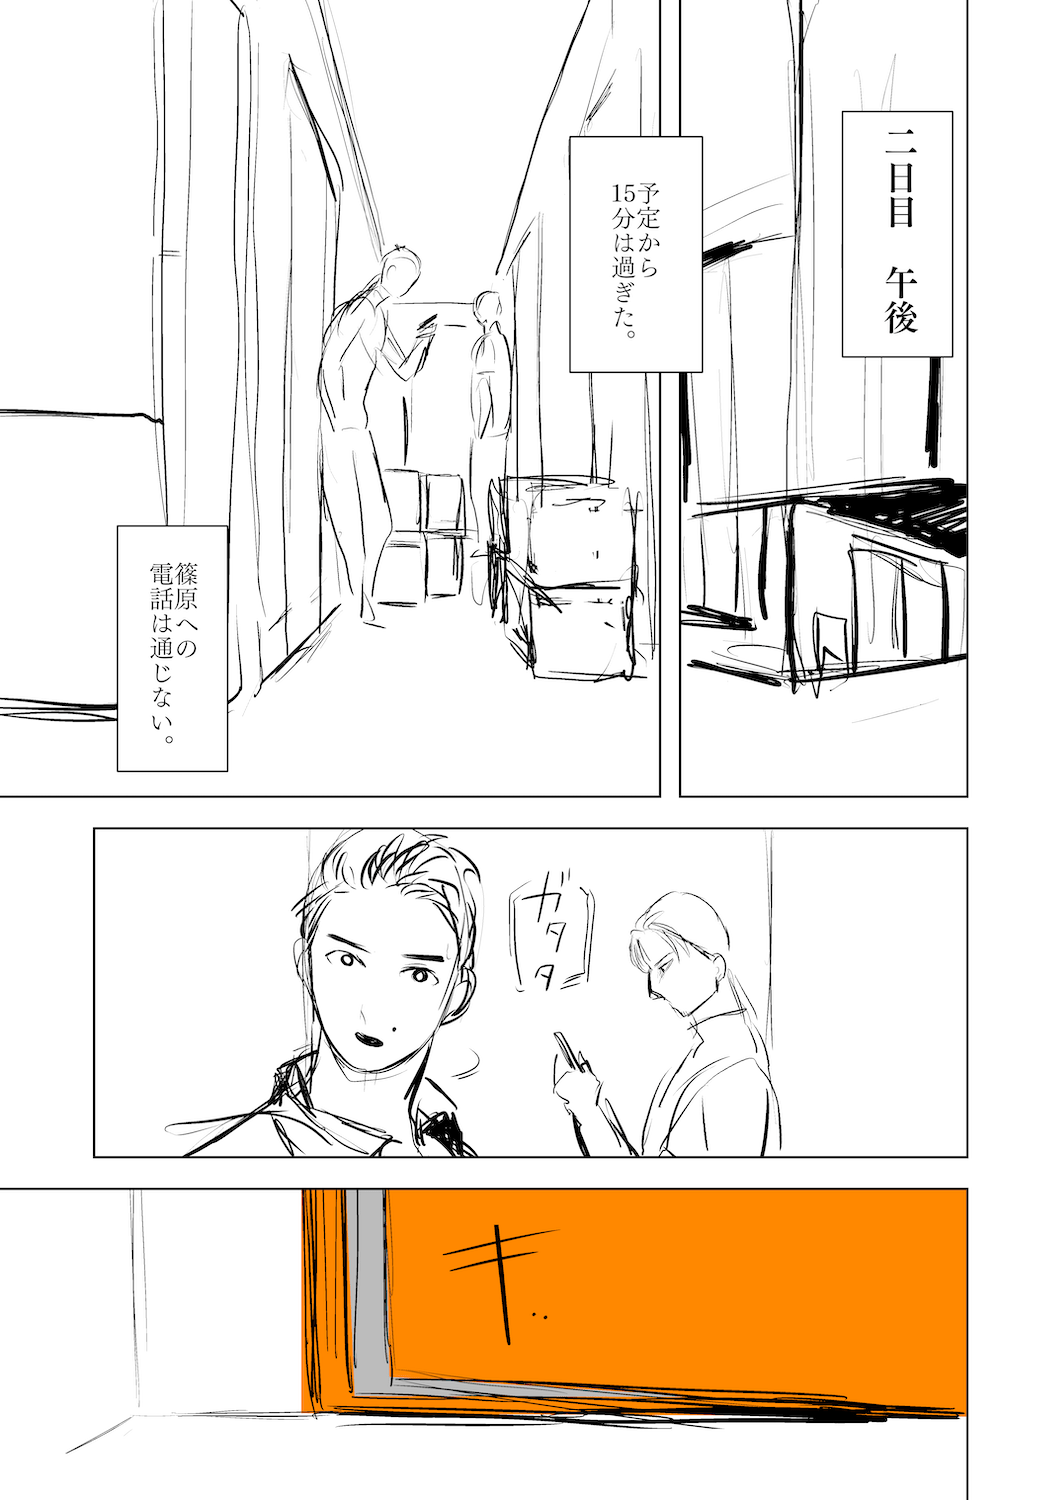 二日目　午後
予定から
15分は過ぎた。
篠原への
電話は通じない。
ガタタ
キ..